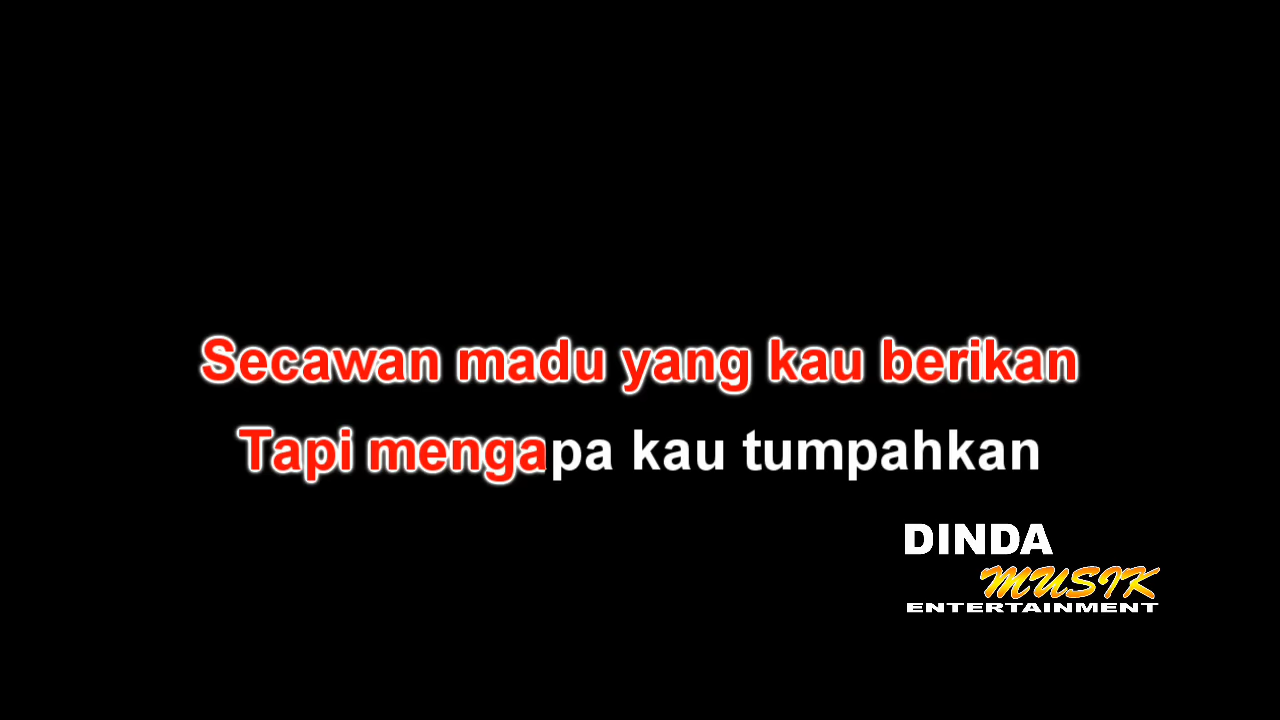 Secawan madu yang kau berikan
Tapi mengapa kau tumpahkan
DINDA
MUSIK
ENTERTAINMENT